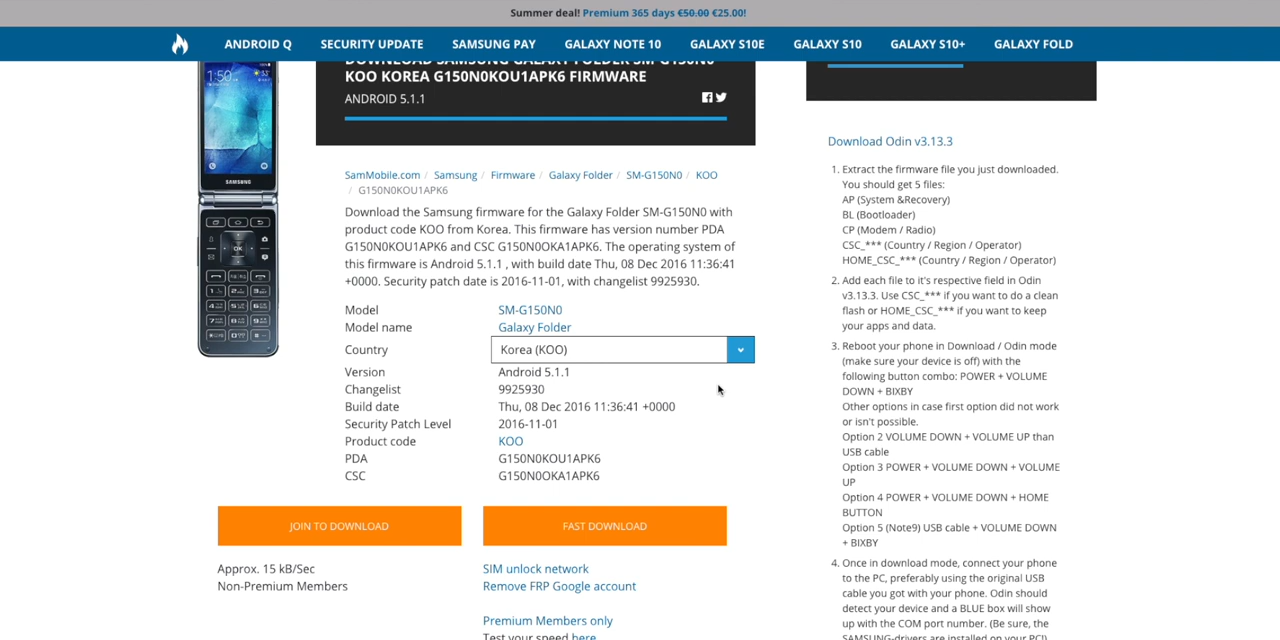 Summer deal! Premium 365 days €50.00 €25.00!
ANDROID Q SECURITY UPDATE SAMSUNG PAY GALAXY NOTE 10 GALAXY S10E GALAXY S10 GALAXY S10+ GALAXY FOLD
1:50
SAMSUNG
OK
DOWNLOAD SAMSUNG GALAXY FOLDER SM-G150N0
KOO KOREA G150N0KOU1APK6 FIRMWARE
ANDROID 5.1.1
SamMobile.com / Samsung / Firmware / Galaxy Folder / SM-G150N0 / KOO
/ G150N0KOU1APK6
Download the Samsung firmware for the Galaxy Folder SM-G150N0 with
product code KOO from Korea. This firmware has version number PDA
G150N0KOU1APK6 and CSC G150N0OKA1APK6. The operating system of
this firmware is Android 5.1.1 , with build date Thu, 08 Dec 2016 11:36:41
+0000. Security patch date is 2016-11-01, with changelist 9925930.
Model SM-G150N0
Model name Galaxy Folder
Country Korea (KOO)
Version Android 5.1.1
Changelist 9925930
Build date Thu, 08 Dec 2016 11:36:41 +0000
Security Patch Level 2016-11-01
Product code KOO
PDA G150N0KOU1APK6
CSC G150N0OKA1APK6
JOIN TO DOWNLOAD FAST DOWNLOAD
Approx. 15 kB/Sec
Non-Premium Members
SIM unlock network
Remove FRP Google account
Premium Members only
Test your speed here
Download Odin v3.13.3
1. Extract the firmware file you just downloaded.
You should get 5 files:
AP (System &Recovery)
BL (Bootloader)
CP (Modem / Radio)
CSC_*** (Country / Region / Operator)
HOME_CSC_*** (Country / Region / Operator)
2. Add each file to it's respective field in Odin
v3.13.3. Use CSC_*** if you want to do a clean
flash or HOME_CSC_*** if you want to keep
your apps and data.
3. Reboot your phone in Download / Odin mode
(make sure your device is off) with the
following button combo: POWER + VOLUME
DOWN + BIXBY
Other options in case first option did not work
or isn't possible.
Option 2 VOLUME DOWN + VOLUME UP than
USB cable
Option 3 POWER + VOLUME DOWN + VOLUME
UP
Option 4 POWER + VOLUME DOWN + HOME
BUTTON
Option 5 (Note9) USB cable + VOLUME DOWN
+ BIXBY
4. Once in download mode, connect your phone
to the PC, preferably using the original USB
cable you got with your phone. Odin should
detect your device and a BLUE box will show
up with the COM port number. (Be sure, the
SAMSUNG-drivers are installed on your PC!)